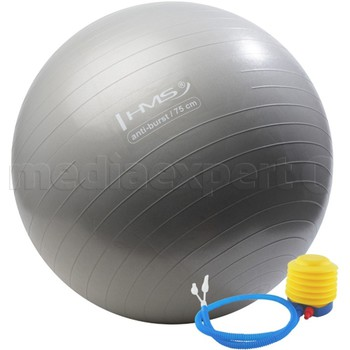 HMS®
anti-burst / 75 cm
mediaexpert